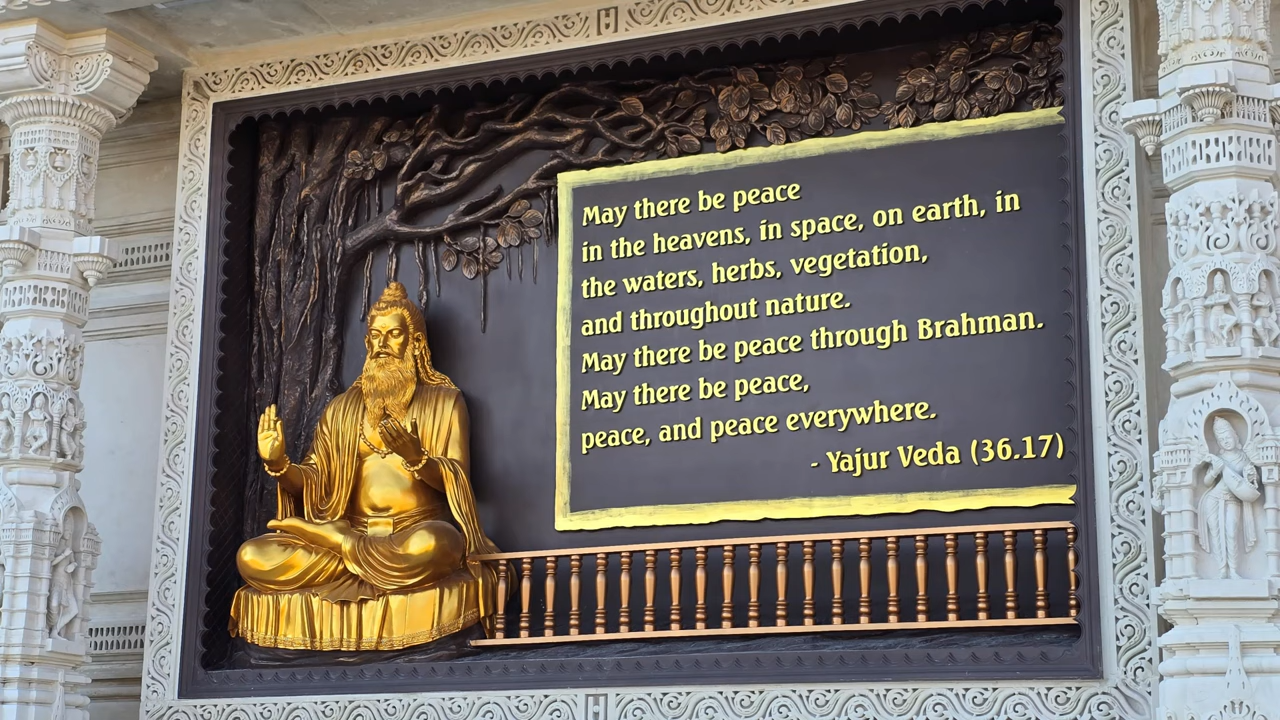 May there be peace
in the heavens, in space, on earth, in
the waters, herbs, vegetation,
and throughout nature.
May there be peace through Brahman.
May there be peace,
peace, and peace everywhere.
- Yajur Veda (36.17)